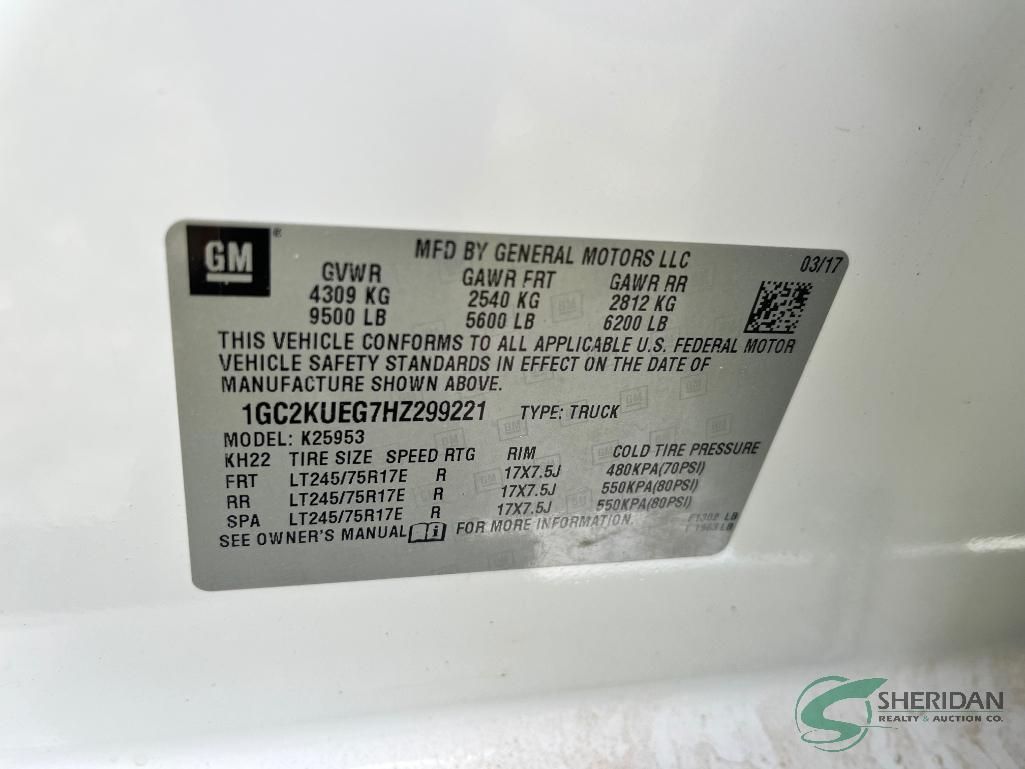 GM ®
MFD BY GENERAL MOTORS LLC
03/17
GVWR GAWR FRT GAWR RR
4309 KG 2540 KG 2812 KG
9500 LB 5600 LB 6200 LB
THIS VEHICLE CONFORMS TO ALL APPLICABLE U.S. FEDERAL MOTOR
VEHICLE SAFETY STANDARDS IN EFFECT ON THE DATE OF
MANUFACTURE SHOWN ABOVE.
1GC2KUEG7HZ299221 TYPE: TRUCK
MODEL: K25953
KH22 TIRE SIZE SPEED RTG RIM COLD TIRE PRESSURE
FRT LT245/75R17E R 17X7.5J 480KPA(70PSI)
RR LT245/75R17E R 17X7.5J 550KPA(80PSI)
SPA LT245/75R17E R 17X7.5J 550KPA(80PSI)
SEE OWNER'S MANUAL FOR MORE INFORMATION.
LB
LB
SHERIDAN
REALTY & AUCTION CO.